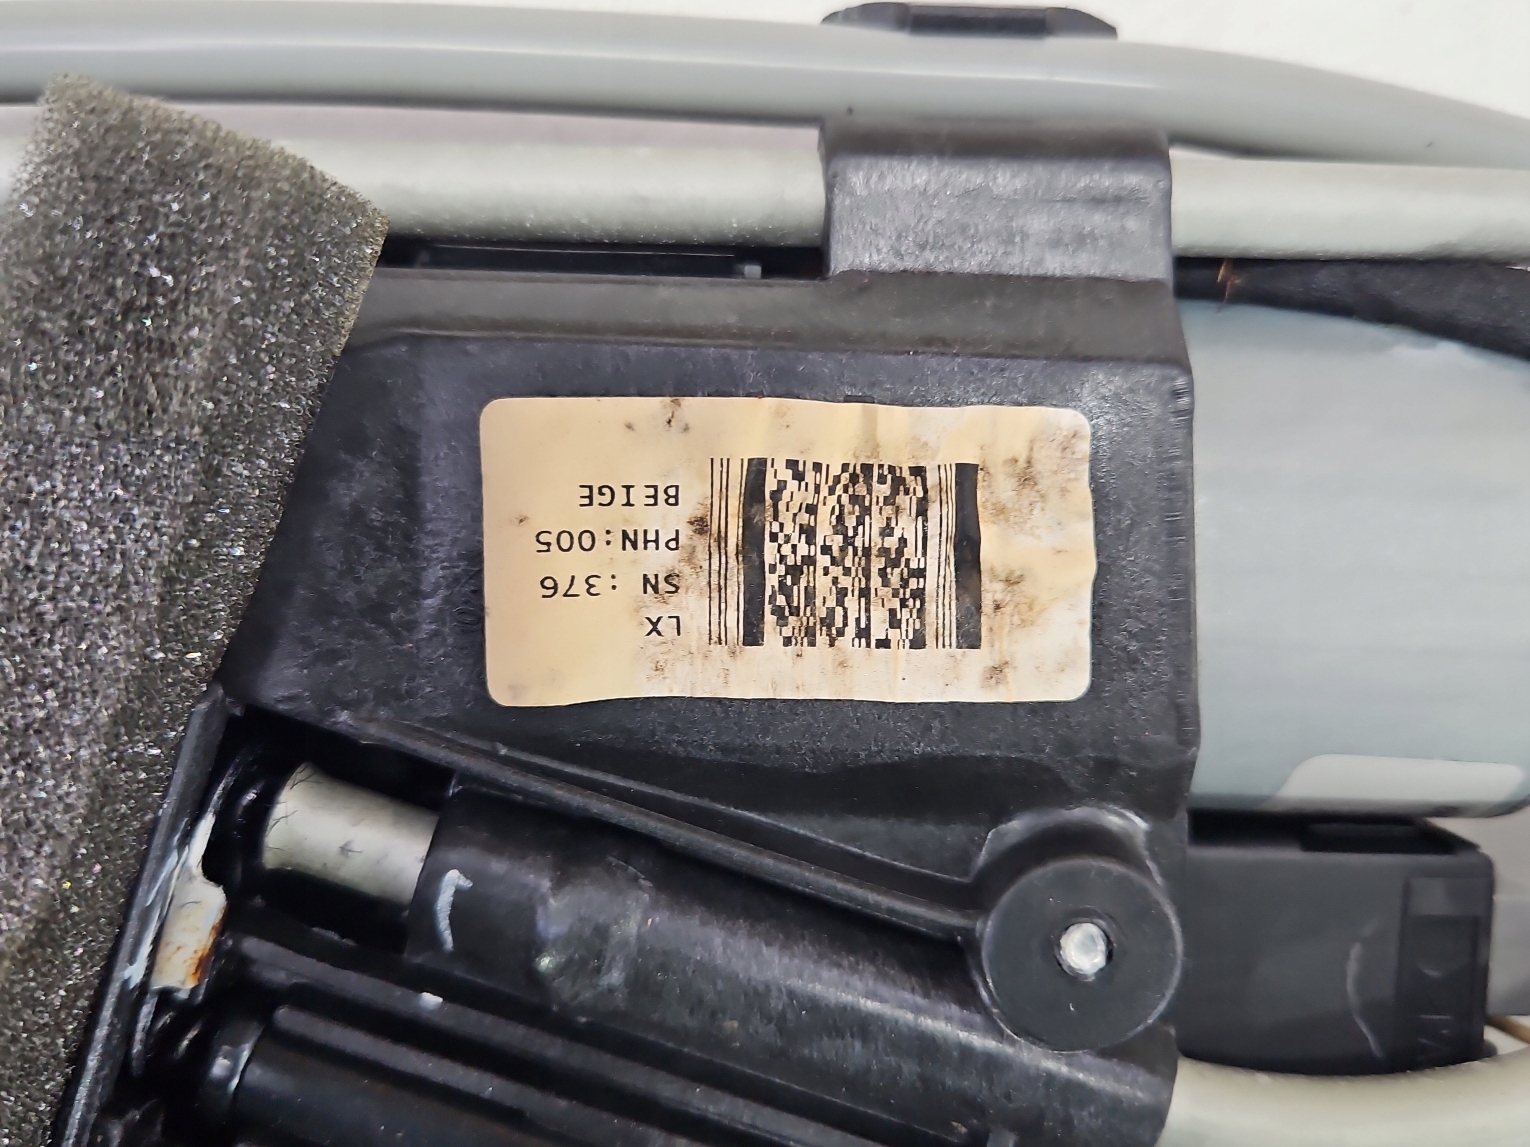 LX
SN :376
PHN:005
BEIGE